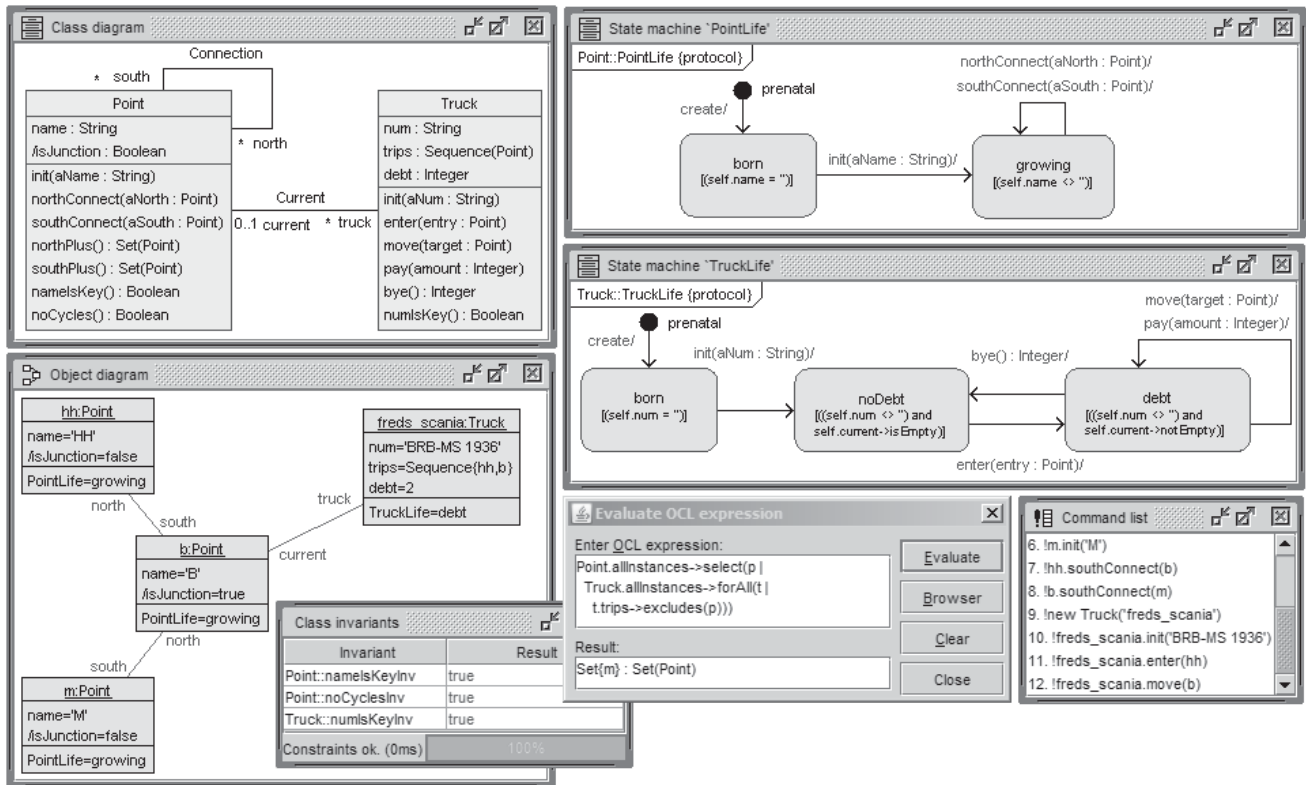 Class diagram
Connection
* south
Point
name : String
/isJunction : Boolean
init(aName : String)
northConnect(aNorth : Point)
southConnect(aSouth : Point)
northPlus() : Set(Point)
southPlus() : Set(Point)
nameIsKey() : Boolean
noCycles() : Boolean
* north
Current
0..1 current * truck
Truck
num : String
trips : Sequence(Point)
debt : Integer
init(aNum : String)
enter(entry : Point)
move(target : Point)
pay(amount : Integer)
bye() : Integer
numIsKey() : Boolean
State machine `PointLife'
Point::PointLife {protocol}
prenatal
create/
born
[(self.name = '')]
init(aName : String)/
northConnect(aNorth : Point)/
southConnect(aSouth : Point)/
growing
[(self.name <> '')]
State machine `TruckLife'
Truck::TruckLife {protocol}
prenatal
create/
born
[(self.num = '')]
init(aNum : String)/
noDebt
[((self.num <> '') and
self.current->isEmpty)]
bye() : Integer/
enter(entry : Point)/
move(target : Point)/
pay(amount : Integer)/
debt
[((self.num <> '') and
self.current->notEmpty)]
Object diagram
hh:Point
name='HH'
/isJunction=false
PointLife=growing
north
south
b:Point
name='B'
/isJunction=true
PointLife=growing
north
south
m:Point
name='M'
/isJunction=false
PointLife=growing
freds_scania:Truck
num='BRB-MS 1936'
trips=Sequence{hh,b}
debt=2
TruckLife=debt
truck
current
Class invariants
Invariant Result
Point::nameIsKeyInv true
Point::noCyclesInv true
Truck::numIsKeyInv true
Constraints ok. (0ms) 100%
Evaluate OCL expression
Enter OCL expression:
Point.allInstances->select(p |
Truck.allInstances->forAll(t |
t.trips->excludes(p)))
Result:
Set{m} : Set(Point)
Evaluate
Browser
Clear
Close
Command list
6. !m.init('M')
7. !hh.southConnect(b)
8. !b.southConnect(m)
9. !new Truck('freds_scania')
10. !freds_scania.init('BRB-MS 1936')
11. !freds_scania.enter(hh)
12. !freds_scania.move(b)